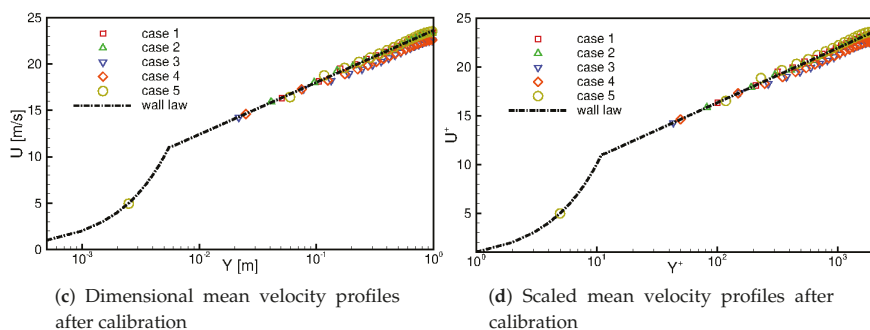 25
20
15
10
5
0
U [m/s]
case 1
case 2
case 3
case 4
case 5
wall law
10⁻³
10⁻²
10⁻¹
10⁰
Y [m]
(c) Dimensional mean velocity profiles
after calibration
25
20
15
10
5
U⁺
case 1
case 2
case 3
case 4
case 5
wall law
10⁰
10¹
10²
10³
Y⁺
(d) Scaled mean velocity profiles after
calibration